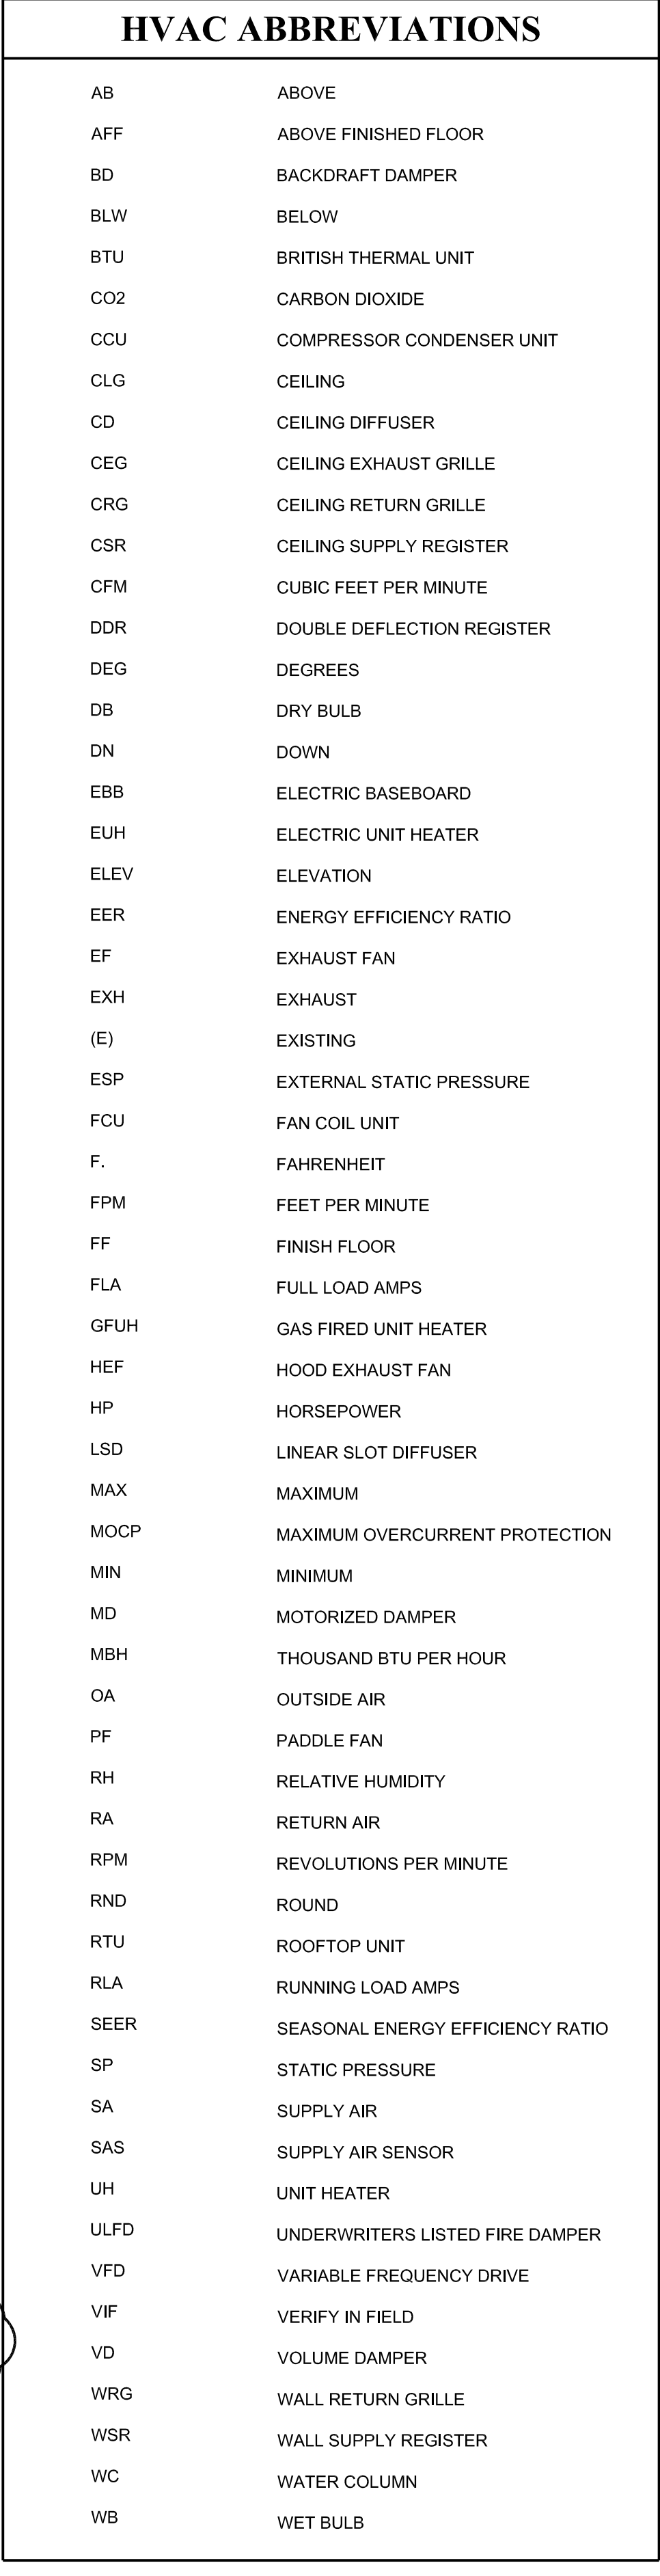 HVAC ABBREVIATIONS
AB ABOVE
AFF ABOVE FINISHED FLOOR
BD BACKDRAFT DAMPER
BLW BELOW
BTU BRITISH THERMAL UNIT
CO2 CARBON DIOXIDE
CCU COMPRESSOR CONDENSER UNIT
CLG CEILING
CD CEILING DIFFUSER
CEG CEILING EXHAUST GRILLE
CRG CEILING RETURN GRILLE
CSR CEILING SUPPLY REGISTER
CFM CUBIC FEET PER MINUTE
DDR DOUBLE DEFLECTION REGISTER
DEG DEGREES
DB DRY BULB
DN DOWN
EBB ELECTRIC BASEBOARD
EUH ELECTRIC UNIT HEATER
ELEV ELEVATION
EER ENERGY EFFICIENCY RATIO
EF EXHAUST FAN
EXH EXHAUST
(E) EXISTING
ESP EXTERNAL STATIC PRESSURE
FCU FAN COIL UNIT
F. FAHRENHEIT
FPM FEET PER MINUTE
FF FINISH FLOOR
FLA FULL LOAD AMPS
GFUH GAS FIRED UNIT HEATER
HEF HOOD EXHAUST FAN
HP HORSEPOWER
LSD LINEAR SLOT DIFFUSER
MAX MAXIMUM
MOCP MAXIMUM OVERCURRENT PROTECTION
MIN MINIMUM
MD MOTORIZED DAMPER
MBH THOUSAND BTU PER HOUR
OA OUTSIDE AIR
PF PADDLE FAN
RH RELATIVE HUMIDITY
RA RETURN AIR
RPM REVOLUTIONS PER MINUTE
RND ROUND
RTU ROOFTOP UNIT
RLA RUNNING LOAD AMPS
SEER SEASONAL ENERGY EFFICIENCY RATIO
SP STATIC PRESSURE
SA SUPPLY AIR
SAS SUPPLY AIR SENSOR
UH UNIT HEATER
ULFD UNDERWRITERS LISTED FIRE DAMPER
VFD VARIABLE FREQUENCY DRIVE
VIF VERIFY IN FIELD
VD VOLUME DAMPER
WRG WALL RETURN GRILLE
WSR WALL SUPPLY REGISTER
WC WATER COLUMN
WB WET BULB